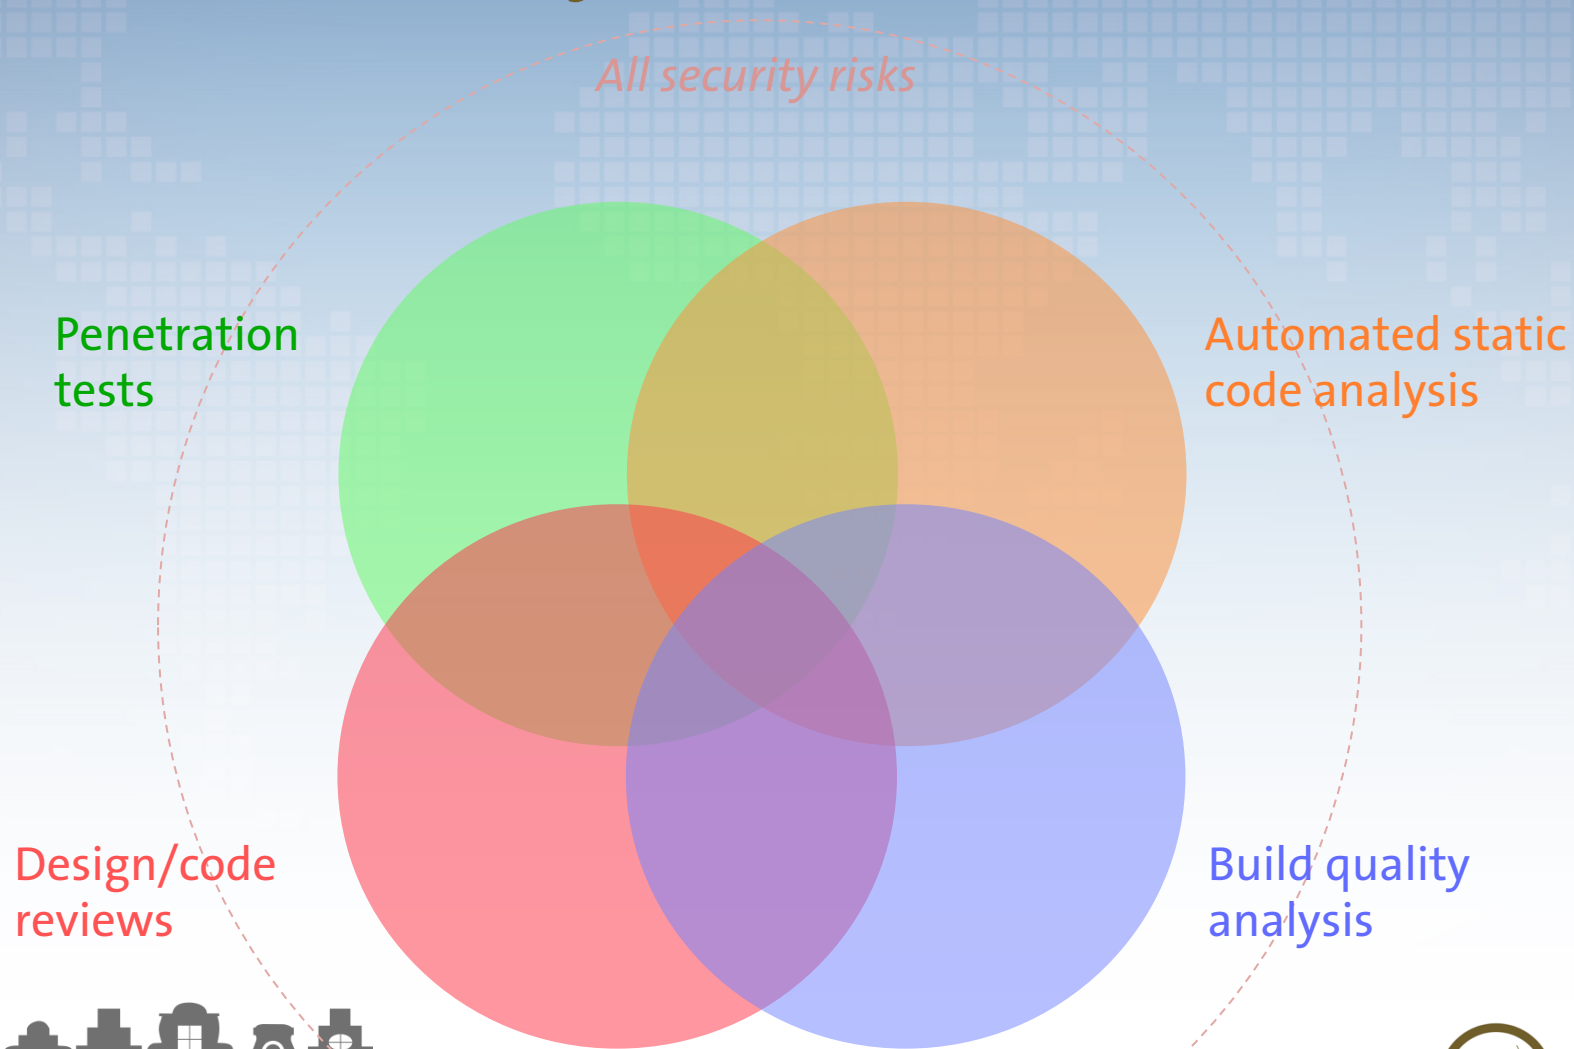 All security risks
Penetration
tests
Automated static
code analysis
Design/code
reviews
Build quality
analysis